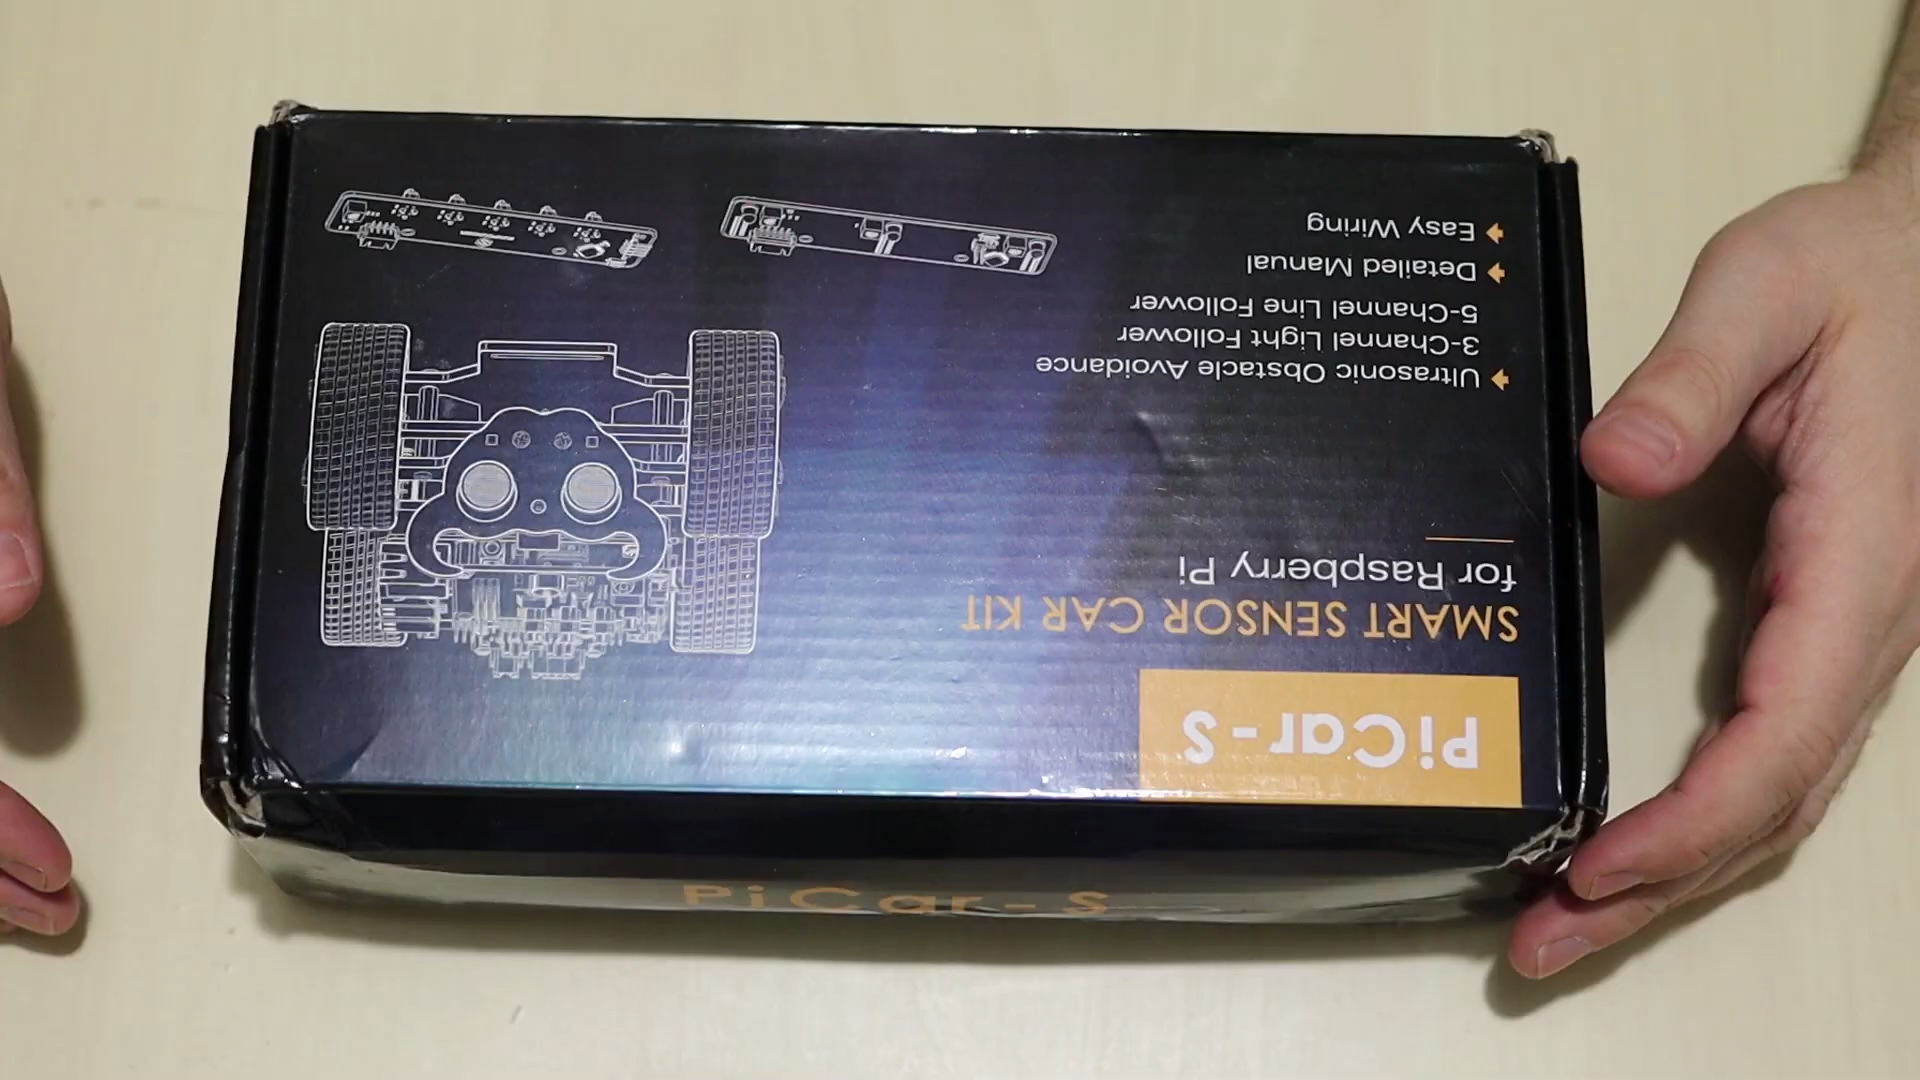 PiCar-S
SMART SENSOR CAR KIT
for Raspberry Pi
Ultrasonic Obstacle Avoidance
3-Channel Light Follower
5-Channel Line Follower
Detailed Manual
Easy Wiring
PiCar-S